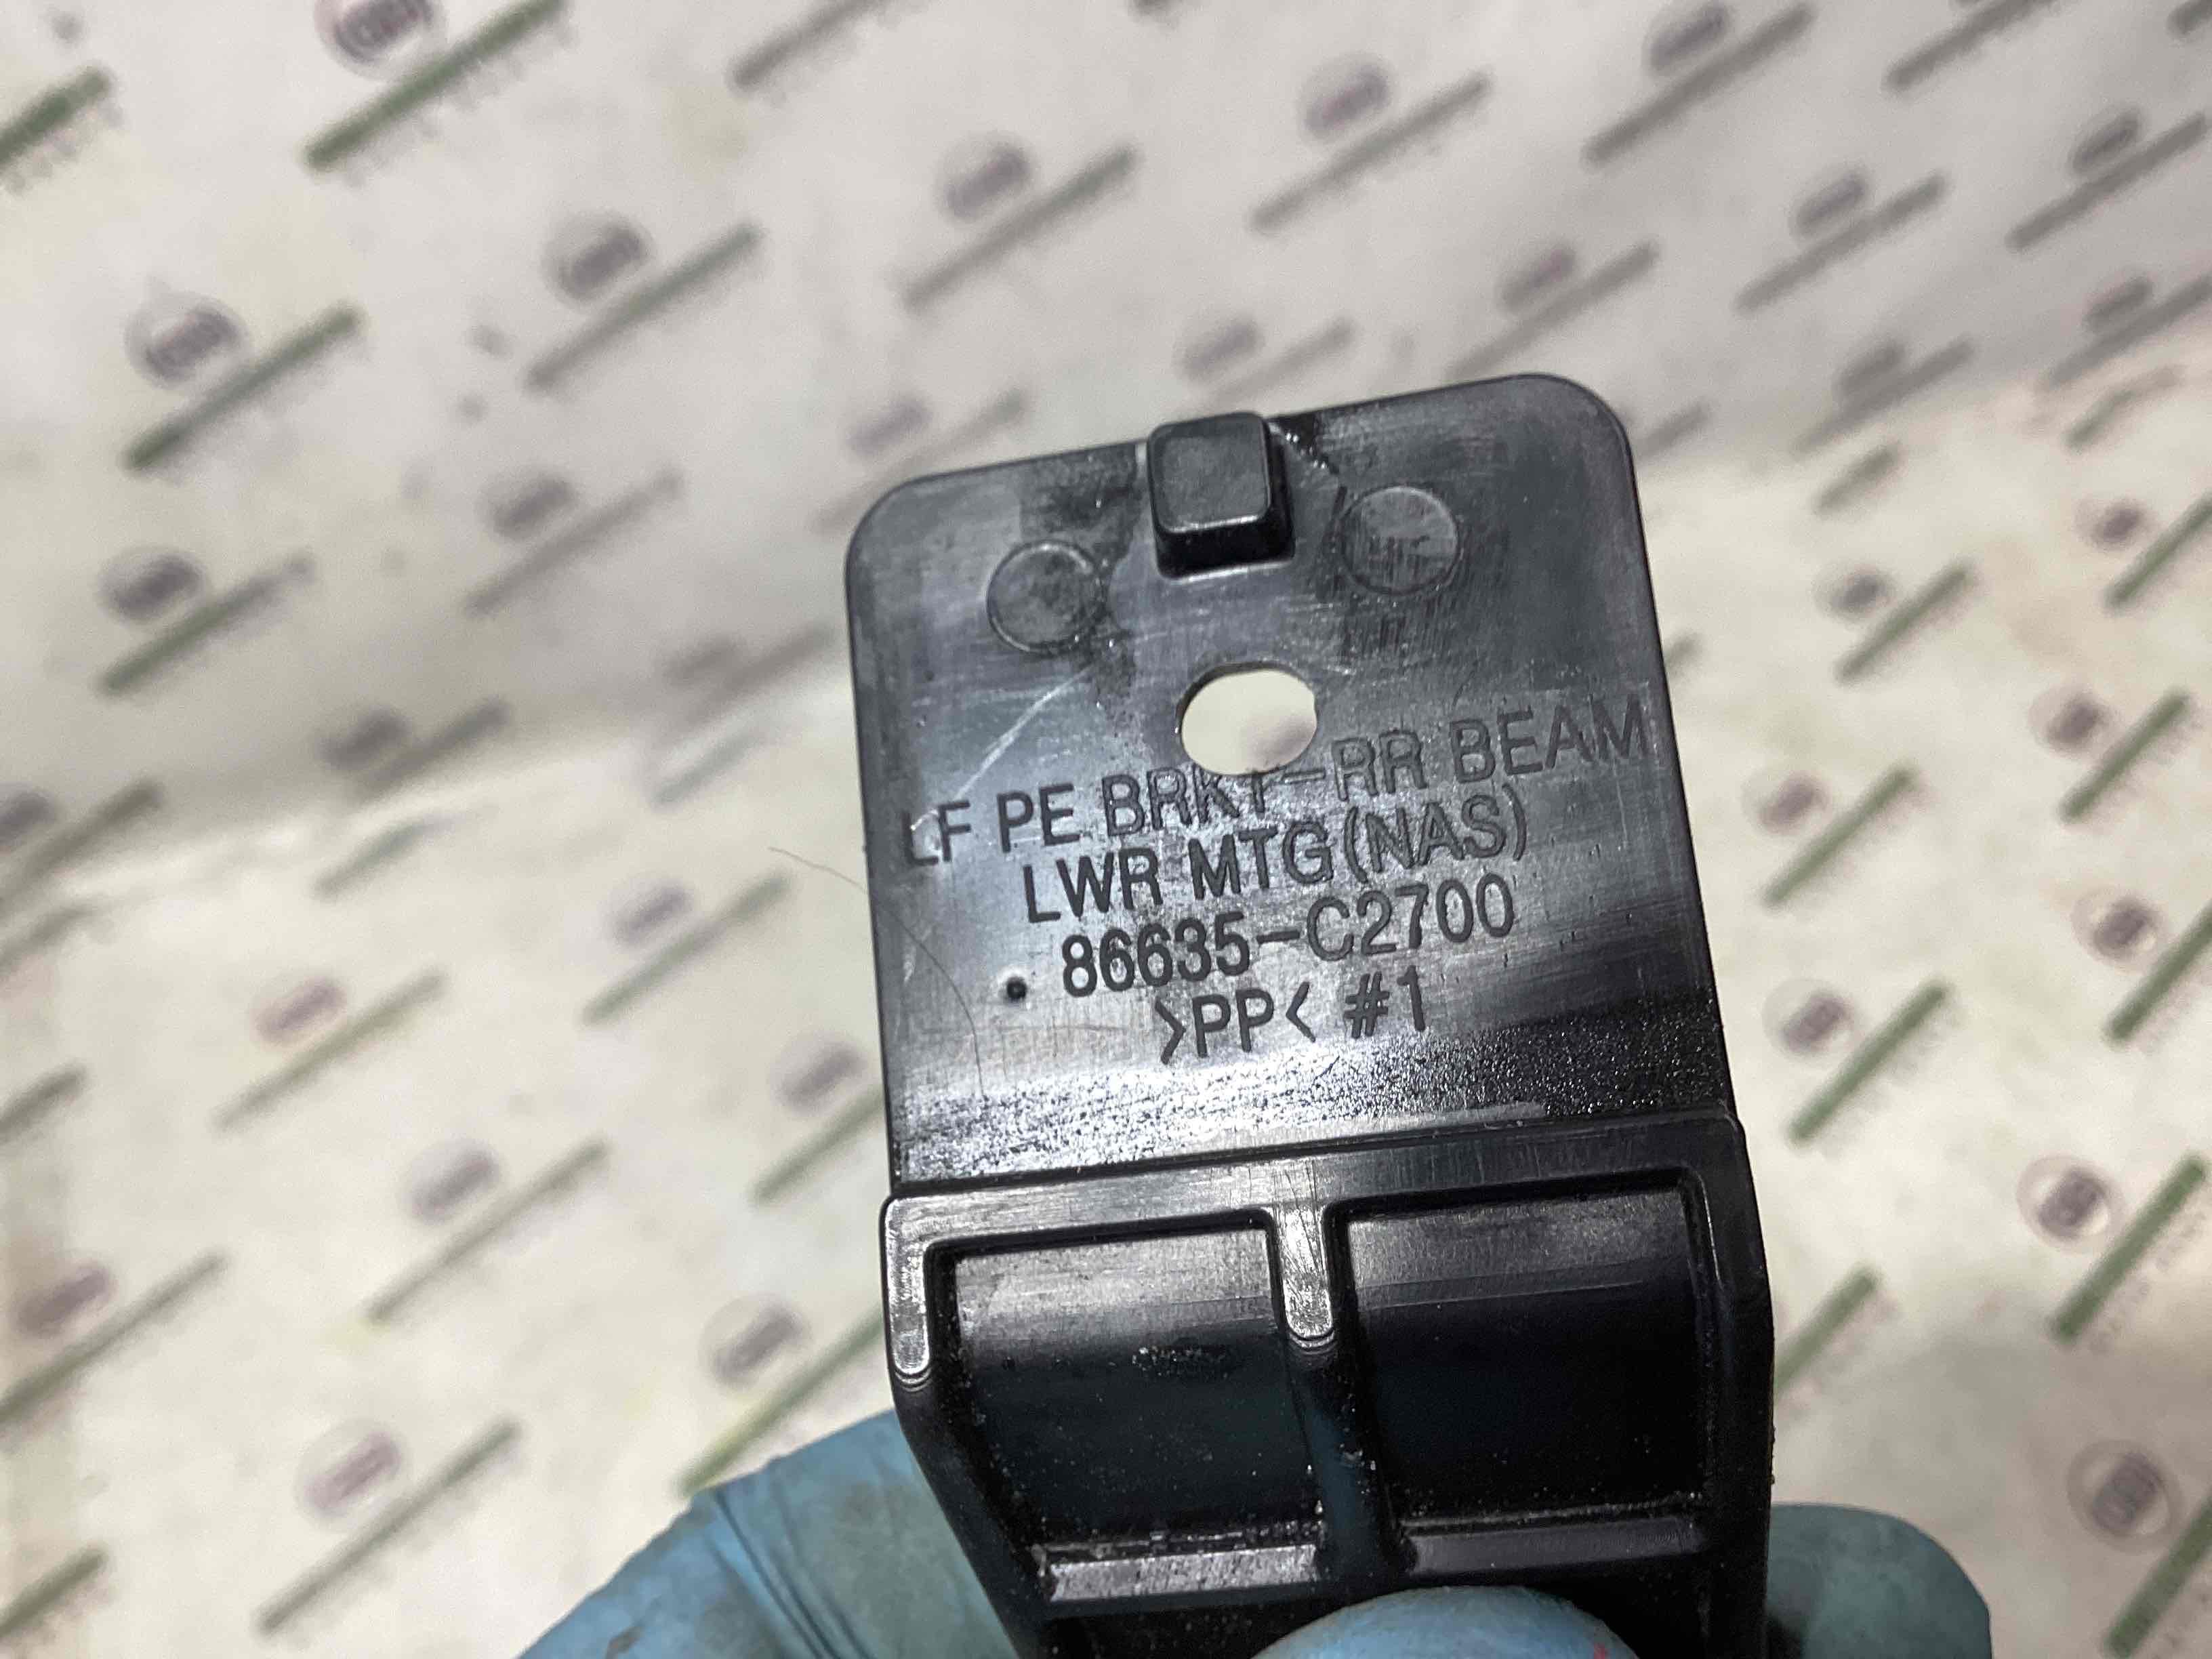 LF PE BRKT-RR BEAM
LWR MTG(NAS)
86635-C2700
>PP< #1